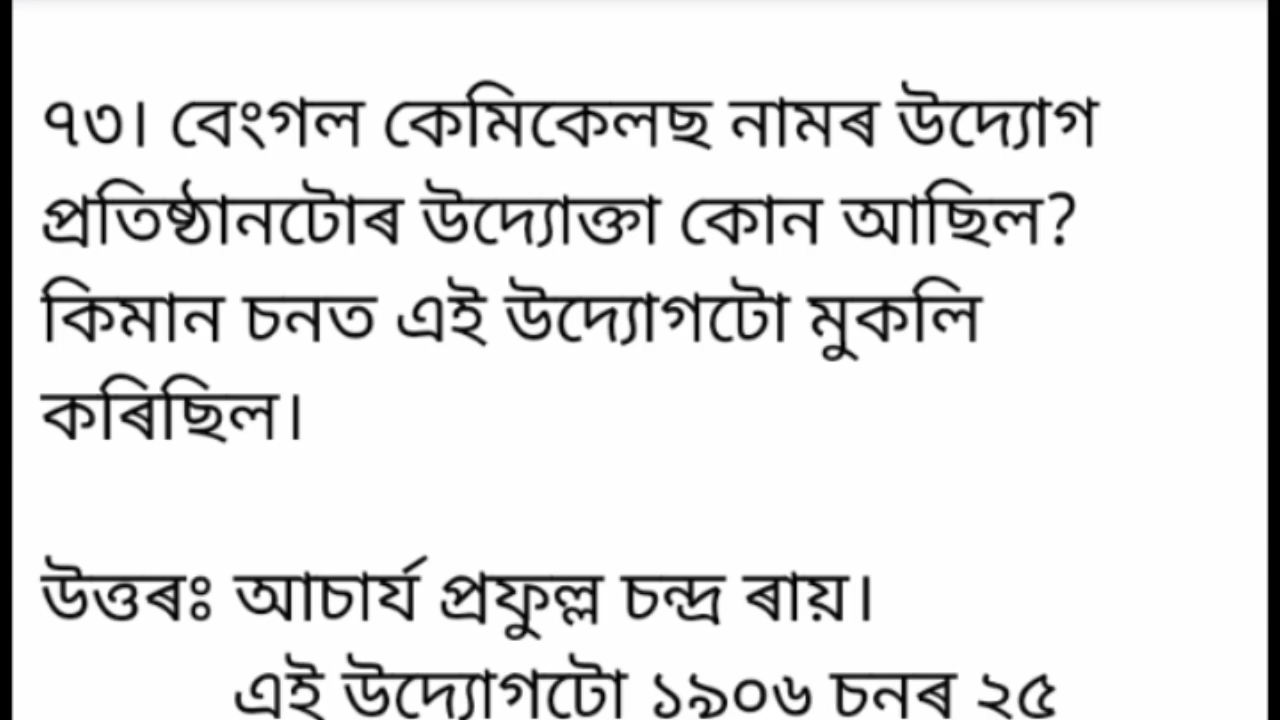 ৭৩। বেংগল কেমিকেলছ নামৰ উদ্যোগ
প্ৰতিষ্ঠানটোৰ উদ্যোক্তা কোন আছিল?
কিমান চনত এই উদ্যোগটো মুকলি
কৰিছিল।
উত্তৰঃ আচাৰ্য প্ৰফুল্ল চন্দ্ৰ ৰায়।
এই উদ্যোগটো ১৯০৬ চনৰ ২৫